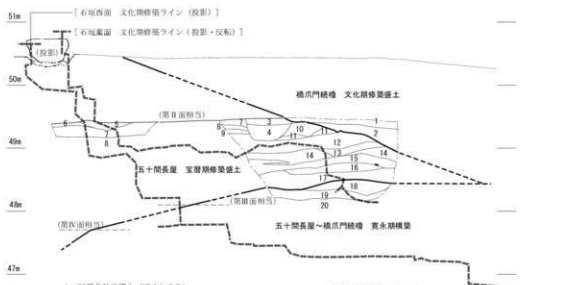 51m
[石垣西面 文化期修築ライン (投影)]
[石垣東面 文化期修築ライン (投影・反転)]
(投影)
50m
橋爪門続櫓 文化期修築盛土
(第Ⅱ面相当)
6 5 7 8
8 7 9 3 4 10 11 11 1 2
49m
12 13 14 14 15 16
五十間長屋 宝暦期修築盛土
17 18 19 20
(第Ⅲ面相当)
48m
(第Ⅳ面相当)
五十間長屋~橋爪門続櫓 寛永期構築
47m